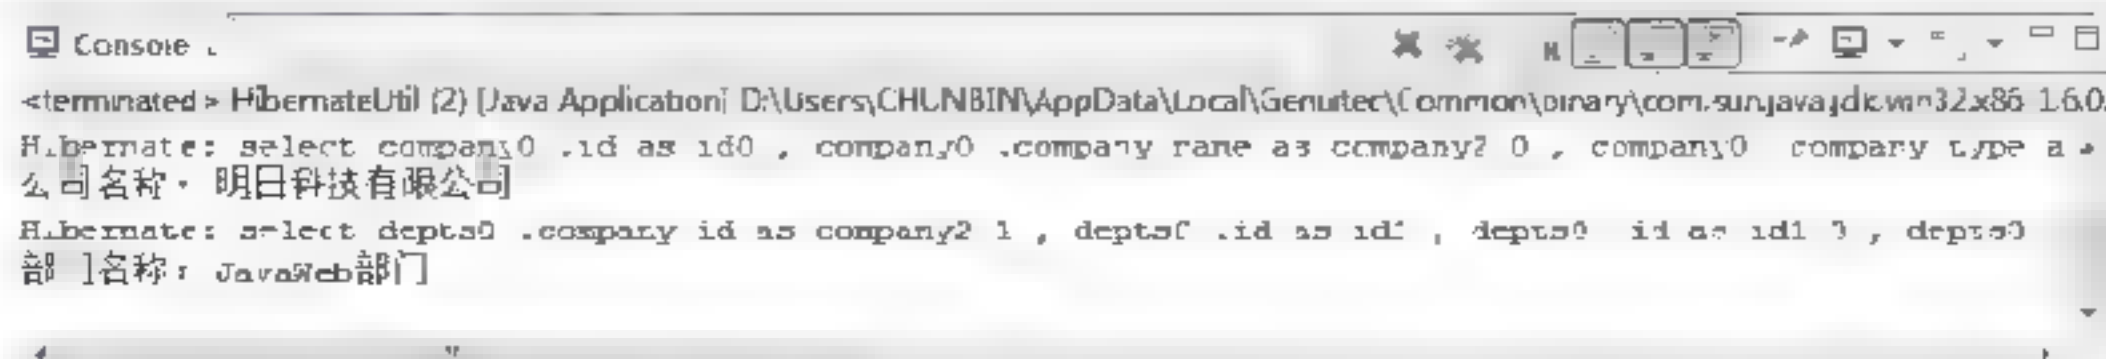 Console
<terminated> HibernateUtil (2) [Java Application] D:\Users\CHUNBIN\AppData\Local\Genuitec\Common\binary\com.sun.java.jdk.win32.x86 1.6.0.
Hibernate: select company0_.id as id0_, company0_.company_name as company2_0_, company0_.company_type a
公司名称：明日科技有限公司
Hibernate: select depts0_.company_id as company2_1_, depts0_.id as id1_, depts0_.id as id1_0_, depts0_
部门名称：JavaWeb部门